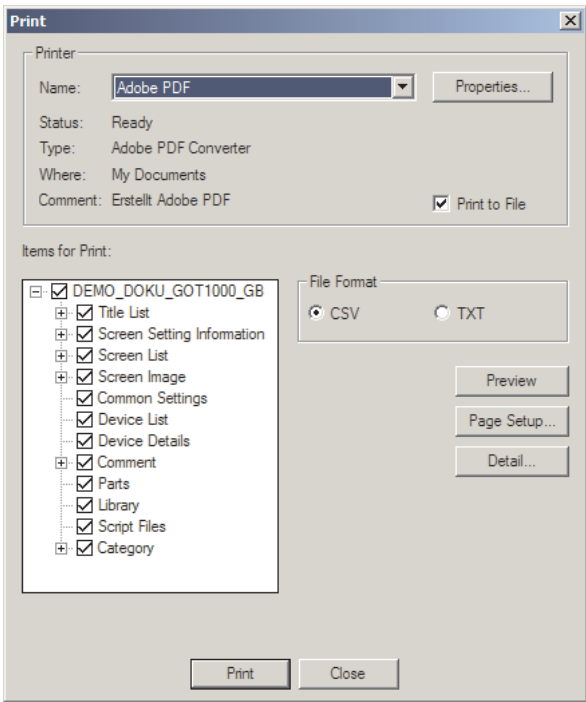 Print
Printer
Name: Adobe PDF Properties...
Status: Ready
Type: Adobe PDF Converter
Where: My Documents
Comment: Erstellt Adobe PDF Print to File
Items for Print:
DEMO_DOKU_GOT1000_GB
Title List
Screen Setting Information
Screen List
Screen Image
Common Settings
Device List
Device Details
Comment
Parts
Library
Script Files
Category
File Format
CSV TXT
Preview
Page Setup...
Detail...
Print Close